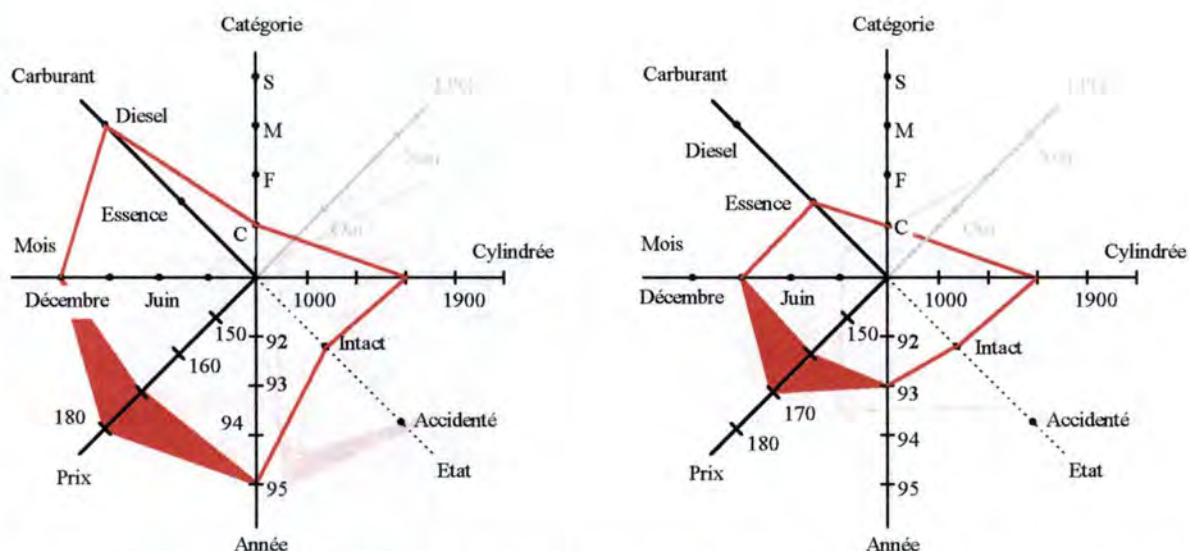 Catégorie
Carburant
S
Diesel
M
F
Essence
C
Mois
Cylindrée
Décembre
Juin
1000
1900
150
92
Intact
160
93
180
94
Accidenté
Prix
Etat
95
Année
Catégorie
Carburant
S
M
Diesel
F
Essence
C
Mois
Cylindrée
Décembre
Juin
1000
1900
150
92
Intact
93
170
Accidenté
180
94
Prix
Etat
95
Année